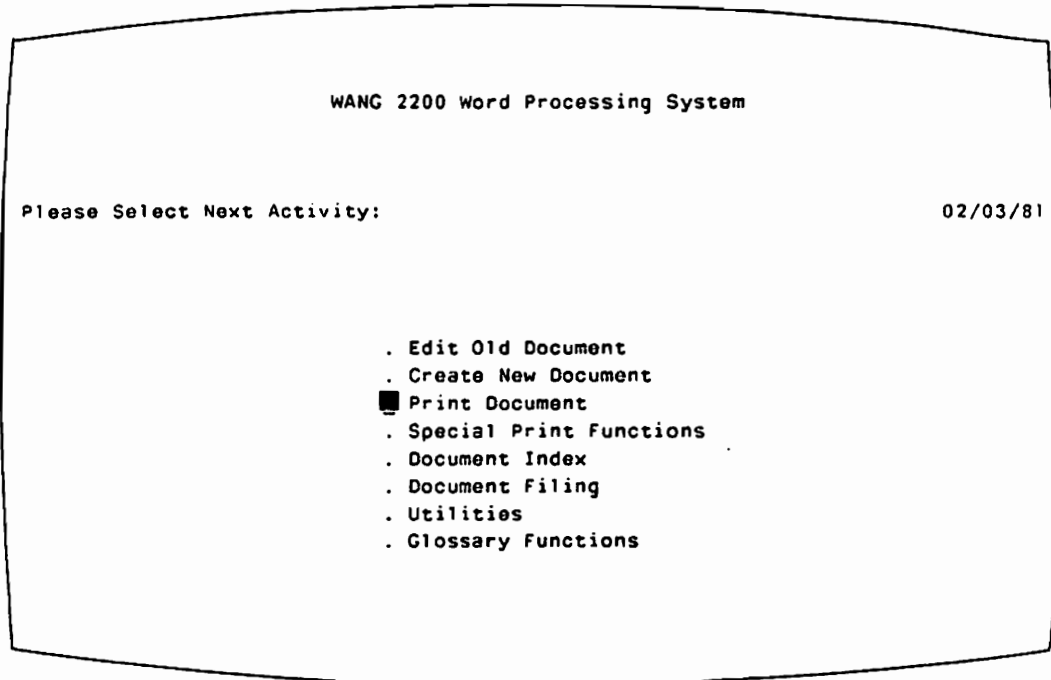 WANG 2200 Word Processing System
Please Select Next Activity: 02/03/81
. Edit Old Document
. Create New Document
Print Document
. Special Print Functions
. Document Index
. Document Filing
. Utilities
. Glossary Functions